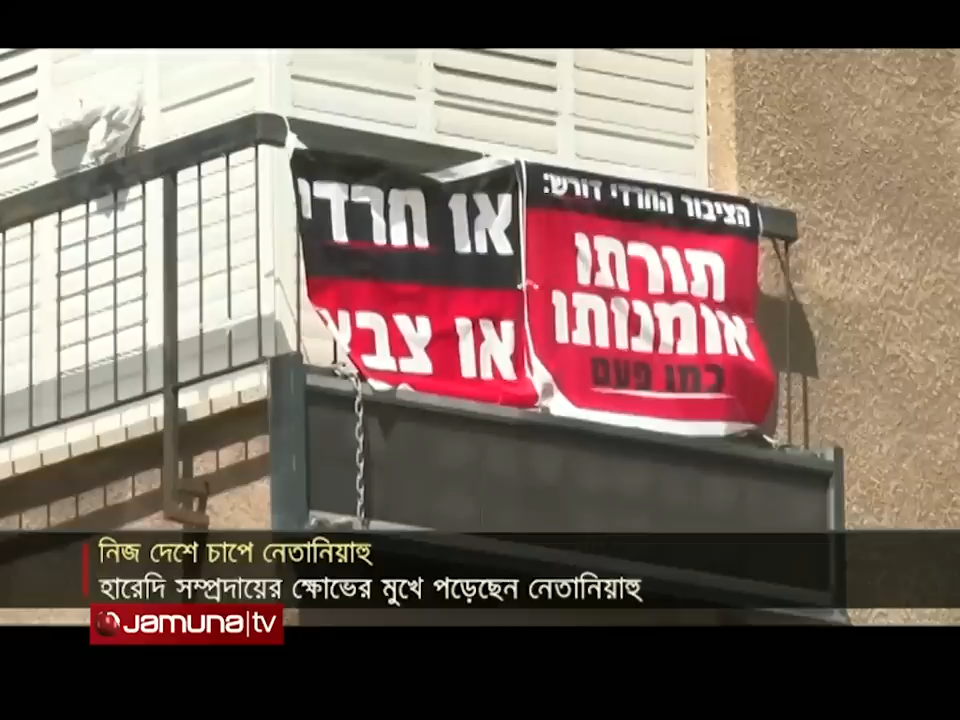 או חרדי
או צבא
הציבור החרדי דורש:
תורתו
אומנותו
כמו פעם
নিজ দেশে চাপে নেতানিয়াহু
হারেদি সম্প্রদায়ের ক্ষোভের মুখে পড়েছেন নেতানিয়াহু
Jamuna|tv